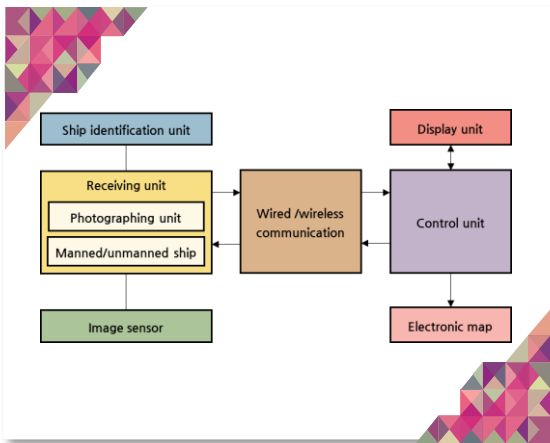 Ship identification unit
Display unit
Receiving unit
Photographing unit
Manned/unmanned ship
Wired /wireless
communication
Control unit
Image sensor
Electronic map